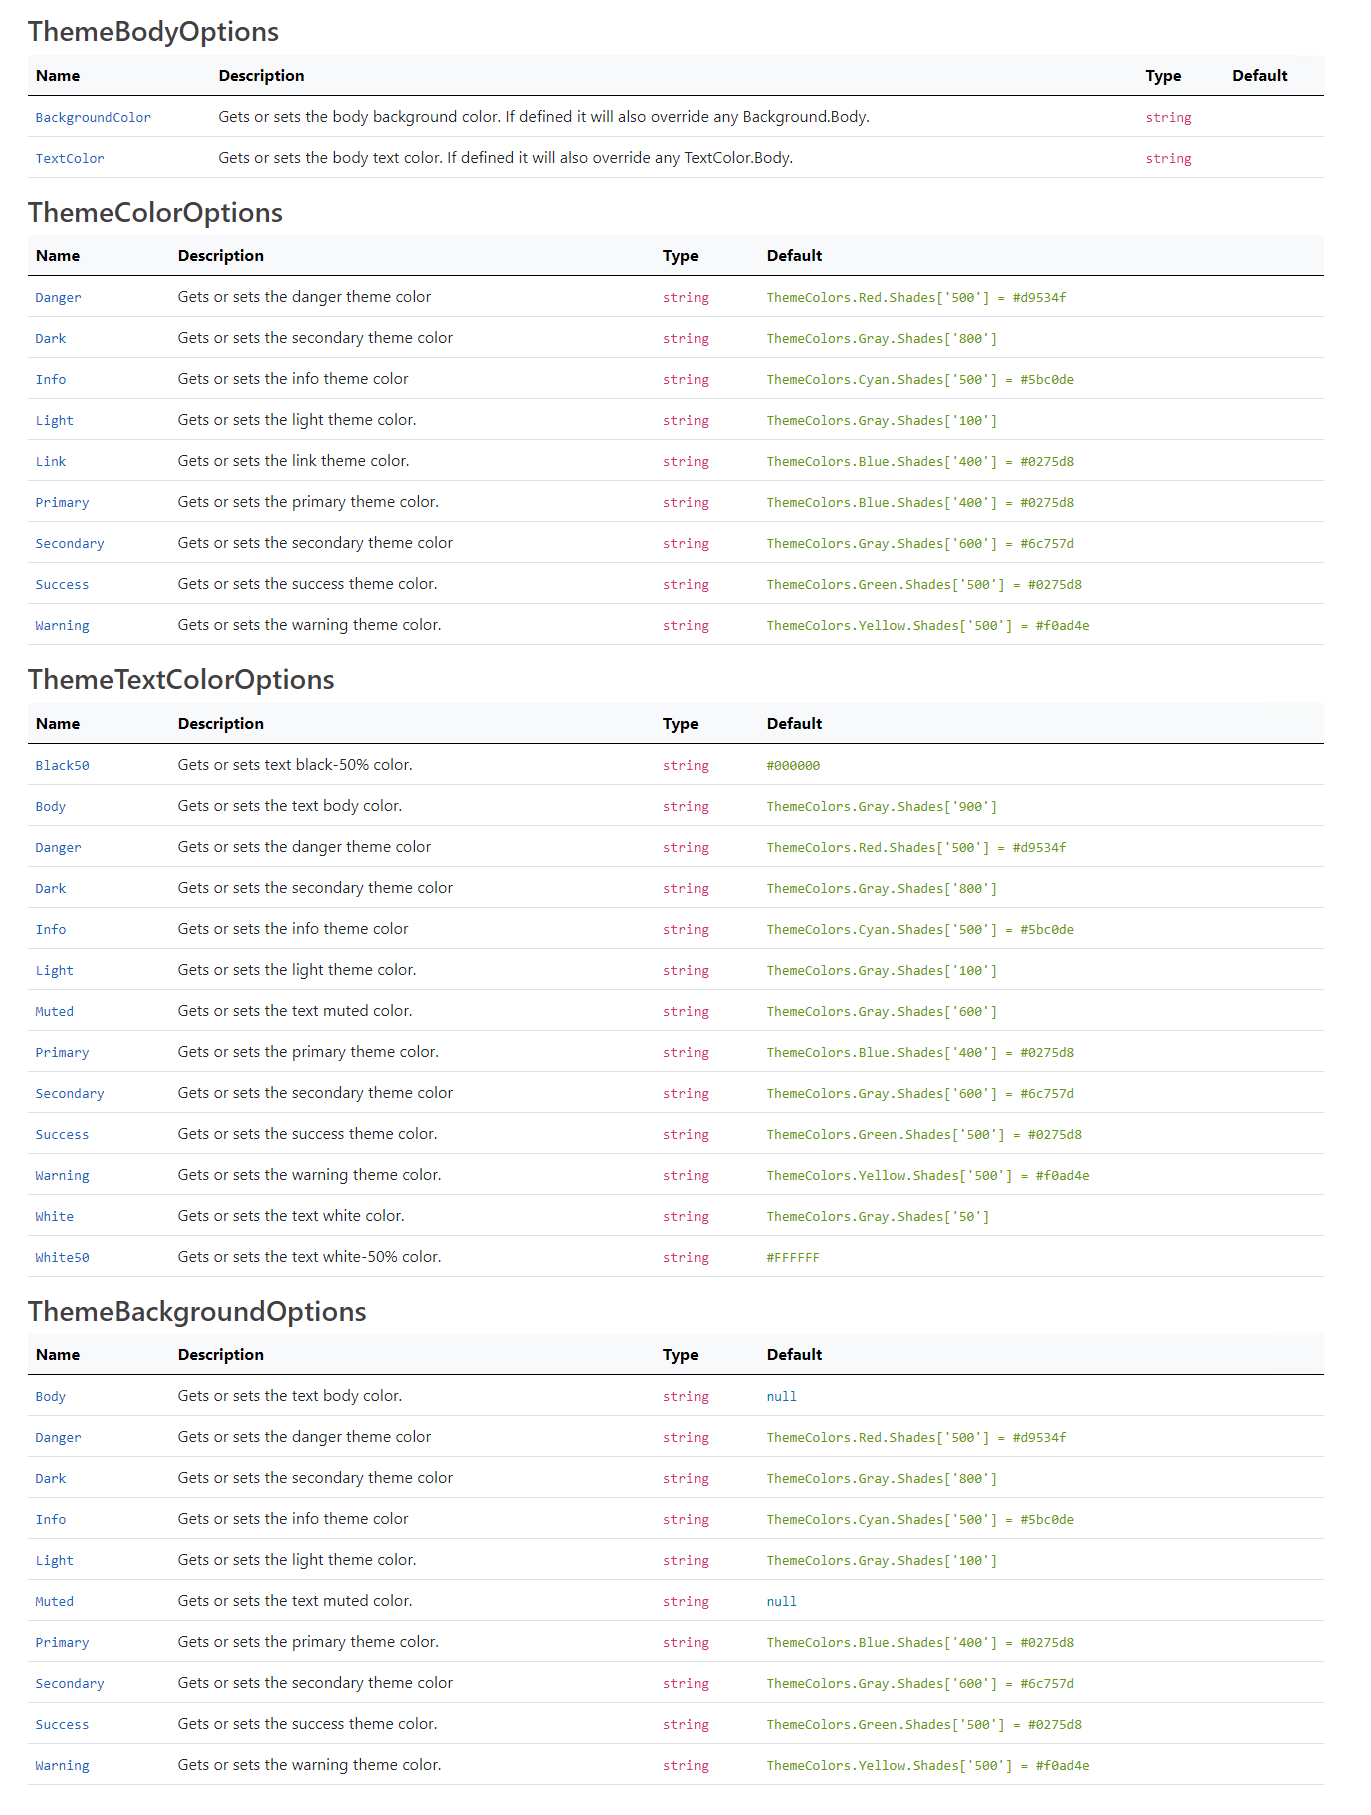 ThemeBodyOptions
Name Description Type Default
BackgroundColor Gets or sets the body background color. If defined it will also override any Background.Body. string
TextColor Gets or sets the body text color. If defined it will also override any TextColor.Body. string
ThemeColorOptions
Name Description Type Default
Danger Gets or sets the danger theme color string ThemeColors.Red.Shades['500'] = #d9534f
Dark Gets or sets the secondary theme color string ThemeColors.Gray.Shades['800']
Info Gets or sets the info theme color string ThemeColors.Cyan.Shades['500'] = #5bc0de
Light Gets or sets the light theme color. string ThemeColors.Gray.Shades['100']
Link Gets or sets the link theme color. string ThemeColors.Blue.Shades['400'] = #0275d8
Primary Gets or sets the primary theme color. string ThemeColors.Blue.Shades['400'] = #0275d8
Secondary Gets or sets the secondary theme color string ThemeColors.Gray.Shades['600'] = #6c757d
Success Gets or sets the success theme color. string ThemeColors.Green.Shades['500'] = #0275d8
Warning Gets or sets the warning theme color. string ThemeColors.Yellow.Shades['500'] = #f0ad4e
ThemeTextColorOptions
Name Description Type Default
Black50 Gets or sets text black-50% color. string #000000
Body Gets or sets the text body color. string ThemeColors.Gray.Shades['900']
Danger Gets or sets the danger theme color string ThemeColors.Red.Shades['500'] = #d9534f
Dark Gets or sets the secondary theme color string ThemeColors.Gray.Shades['800']
Info Gets or sets the info theme color string ThemeColors.Cyan.Shades['500'] = #5bc0de
Light Gets or sets the light theme color. string ThemeColors.Gray.Shades['100']
Muted Gets or sets the text muted color. string ThemeColors.Gray.Shades['600']
Primary Gets or sets the primary theme color. string ThemeColors.Blue.Shades['400'] = #0275d8
Secondary Gets or sets the secondary theme color string ThemeColors.Gray.Shades['600'] = #6c757d
Success Gets or sets the success theme color. string ThemeColors.Green.Shades['500'] = #0275d8
Warning Gets or sets the warning theme color. string ThemeColors.Yellow.Shades['500'] = #f0ad4e
White Gets or sets the text white color. string ThemeColors.Gray.Shades['50']
White50 Gets or sets the text white-50% color. string #FFFFFF
ThemeBackgroundOptions
Name Description Type Default
Body Gets or sets the text body color. string null
Danger Gets or sets the danger theme color string ThemeColors.Red.Shades['500'] = #d9534f
Dark Gets or sets the secondary theme color string ThemeColors.Gray.Shades['800']
Info Gets or sets the info theme color string ThemeColors.Cyan.Shades['500'] = #5bc0de
Light Gets or sets the light theme color. string ThemeColors.Gray.Shades['100']
Muted Gets or sets the text muted color. string null
Primary Gets or sets the primary theme color. string ThemeColors.Blue.Shades['400'] = #0275d8
Secondary Gets or sets the secondary theme color string ThemeColors.Gray.Shades['600'] = #6c757d
Success Gets or sets the success theme color. string ThemeColors.Green.Shades['500'] = #0275d8
Warning Gets or sets the warning theme color. string ThemeColors.Yellow.Shades['500'] = #f0ad4e